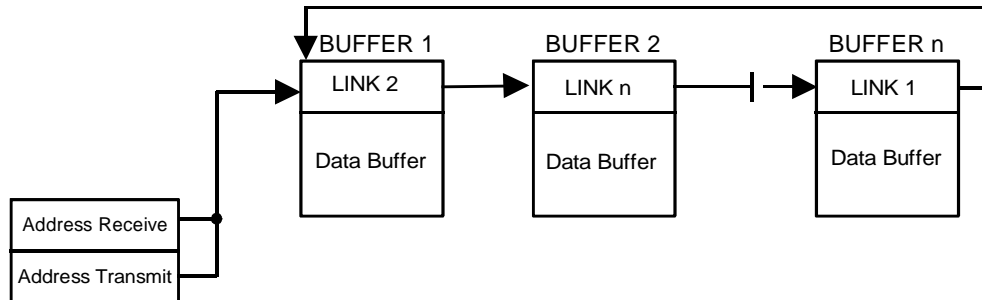 BUFFER 1
BUFFER 2
BUFFER n
LINK 2
LINK n
LINK 1
Data Buffer
Data Buffer
Data Buffer
Address Receive
Address Transmit